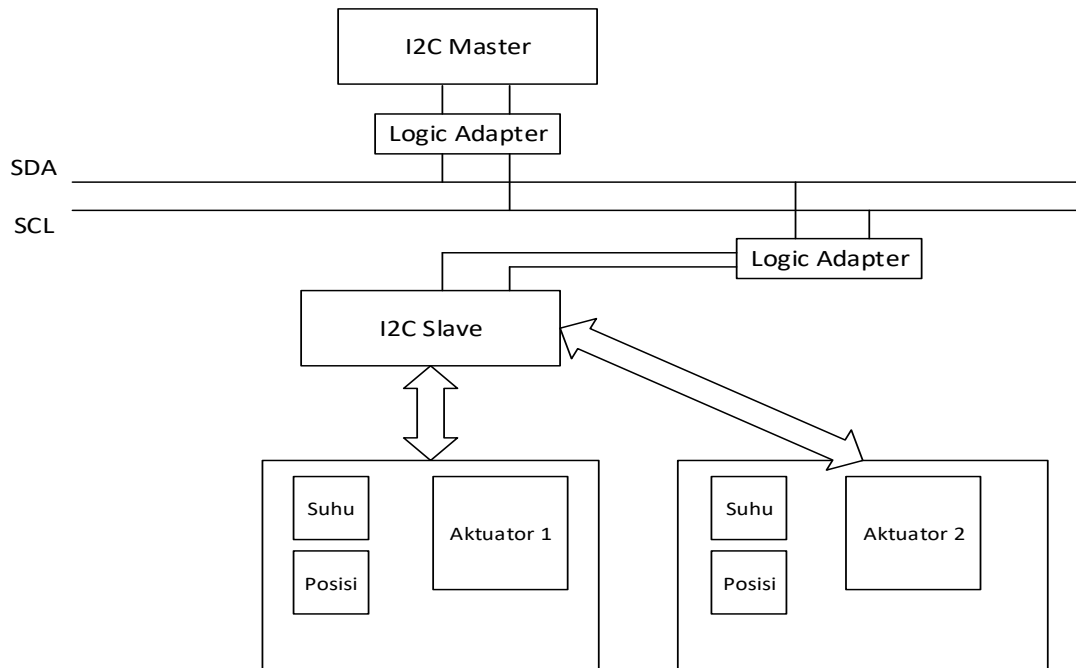 I2C Master
Logic Adapter
SDA
SCL
Logic Adapter
I2C Slave
Suhu
Aktuator 1
Posisi
Suhu
Aktuator 2
Posisi